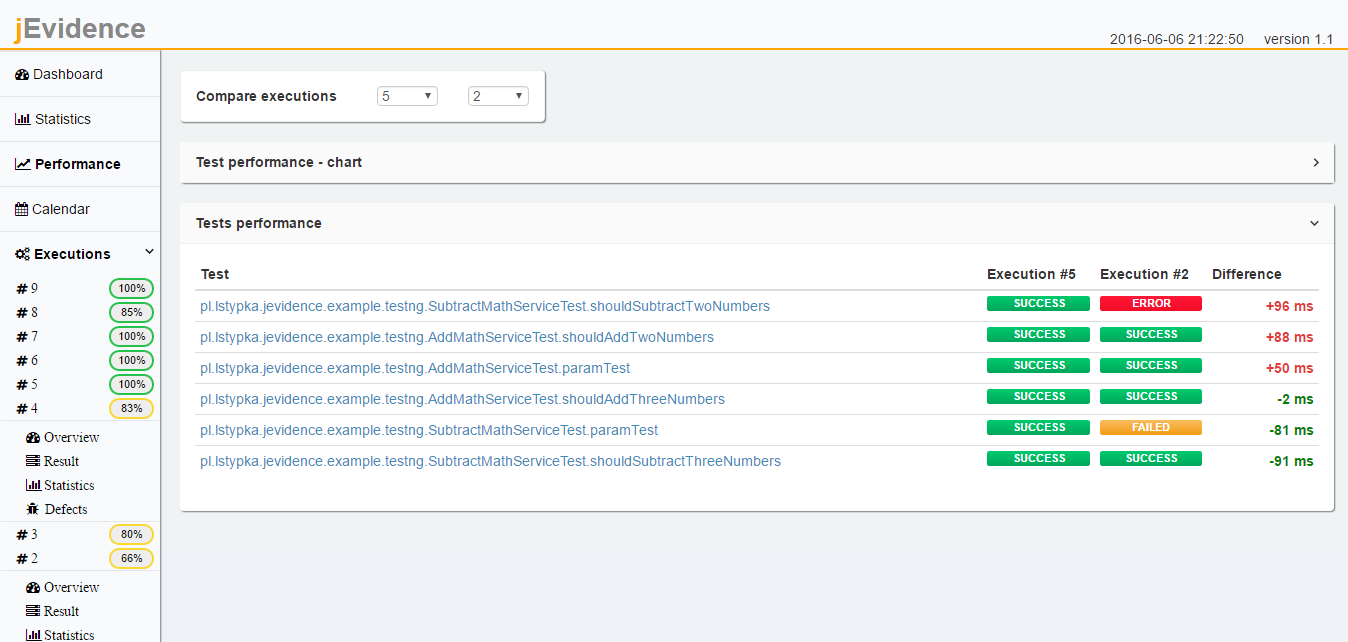 jEvidence
2016-06-06 21:22:50 version 1.1
Dashboard
Statistics
Performance
Calendar
Executions
# 9 100%
# 8 85%
# 7 100%
# 6 100%
# 5 100%
# 4 83%
Overview
Result
Statistics
Defects
# 3 80%
# 2 66%
Overview
Result
Statistics
Compare executions 5 2
Test performance - chart
Tests performance
Test Execution #5 Execution #2 Difference
pl.lstypka.jevidence.example.testng.SubtractMathServiceTest.shouldSubtractTwoNumbers SUCCESS ERROR +96 ms
pl.lstypka.jevidence.example.testng.AddMathServiceTest.shouldAddTwoNumbers SUCCESS SUCCESS +88 ms
pl.lstypka.jevidence.example.testng.AddMathServiceTest.paramTest SUCCESS SUCCESS +50 ms
pl.lstypka.jevidence.example.testng.AddMathServiceTest.shouldAddThreeNumbers SUCCESS SUCCESS -2 ms
pl.lstypka.jevidence.example.testng.SubtractMathServiceTest.paramTest SUCCESS FAILED -81 ms
pl.lstypka.jevidence.example.testng.SubtractMathServiceTest.shouldSubtractThreeNumbers SUCCESS SUCCESS -91 ms